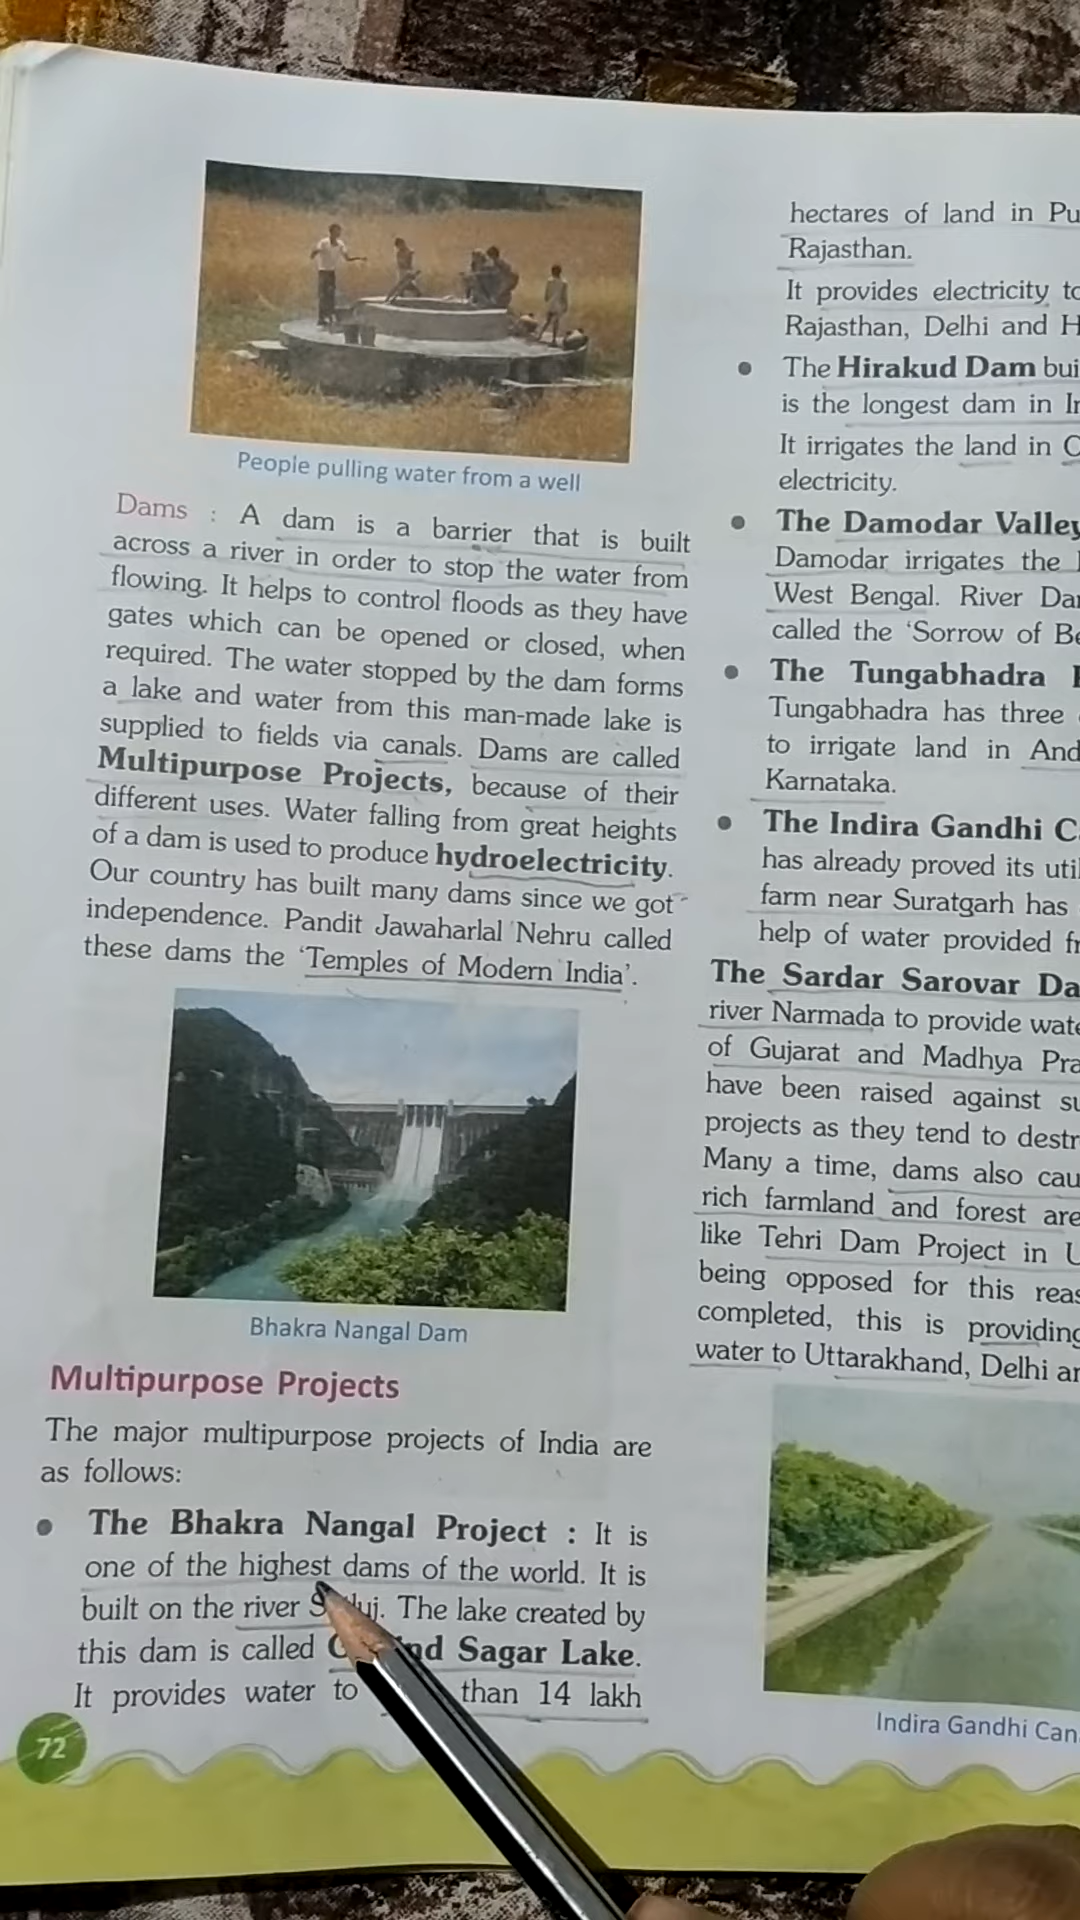 People pulling water from a well
Dams : A dam is a barrier that is built
across a river in order to stop the water from
flowing. It helps to control floods as they have
gates which can be opened or closed, when
required. The water stopped by the dam forms
a lake and water from this man-made lake is
supplied to fields via canals. Dams are called
Multipurpose Projects, because of their
different uses. Water falling from great heights
of a dam is used to produce hydroelectricity.
Our country has built many dams since we got
independence. Pandit Jawaharlal Nehru called
these dams the ‘Temples of Modern India’.
Bhakra Nangal Dam
Multipurpose Projects
The major multipurpose projects of India are
as follows:
• The Bhakra Nangal Project : It is
one of the highest dams of the world. It is
built on the river. The lake created by
this dam is called Sagar Lake.
It provides water to than 14 lakh
72
hectares of land in
Rajasthan.
It provides electricity
Rajasthan, Delhi and
• The Hirakud Dam
is the longest dam in
It irrigates the land in
electricity.
• The Damodar Valley
Damodar irrigates the
West Bengal. River
called the ‘Sorrow of
• The Tungabhadra
Tungabhadra has three
to irrigate land in
Karnataka.
• The Indira Gandhi
has already proved its
farm near Suratgarh has
help of water provided
The Sardar Sarovar
river Narmada to provide
of Gujarat and Madhya
have been raised against
projects as they tend to
Many a time, dams also
rich farmland and forest
like Tehri Dam Project in
being opposed for this
completed, this is providing
water to Uttarakhand, Delhi
Indira Gandhi